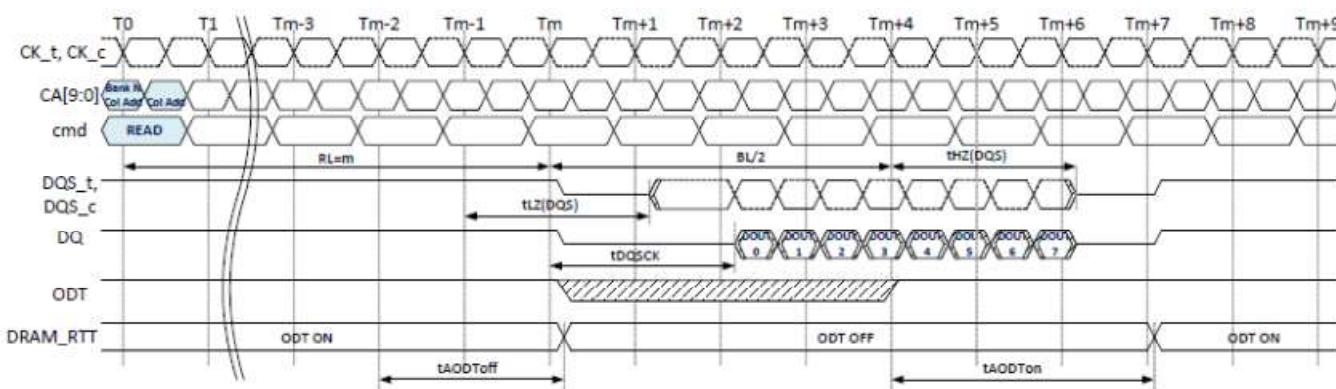 T0 T1 Tm-3 Tm-2 Tm-1 Tm Tm+1 Tm+2 Tm+3 Tm+4 Tm+5 Tm+6 Tm+7 Tm+8 Tm+9
CK_t, CK_c
CA[9:0] Bank N Col Add Col Add
cmd READ
RL=m BL/2 tHZ(DQS)
DQS_t,
DQS_c
tLZ(DQS)
DQ DOUT 0 DOUT 1 DOUT 2 DOUT 3 DOUT 4 DOUT 5 DOUT 6 DOUT 7
tDQSCK
ODT
DRAM_RTT ODT ON ODT OFF ODT ON
tAODToff tAODTon